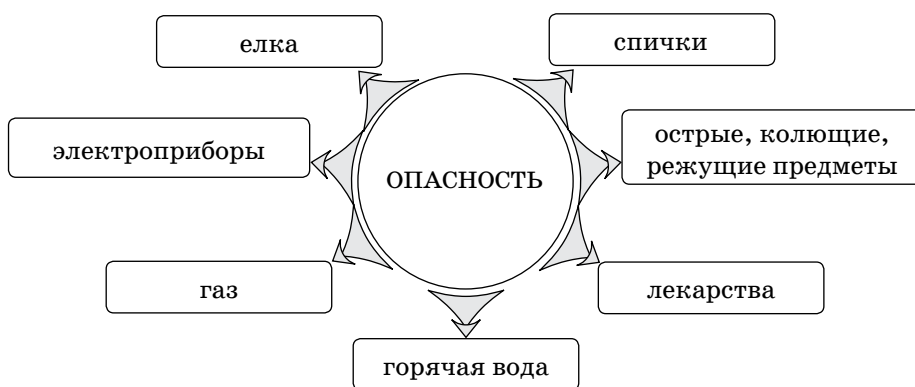 елка
спички
электроприборы
острые, колющие,
режущие предметы
ОПАСНОСТЬ
газ
лекарства
горячая вода